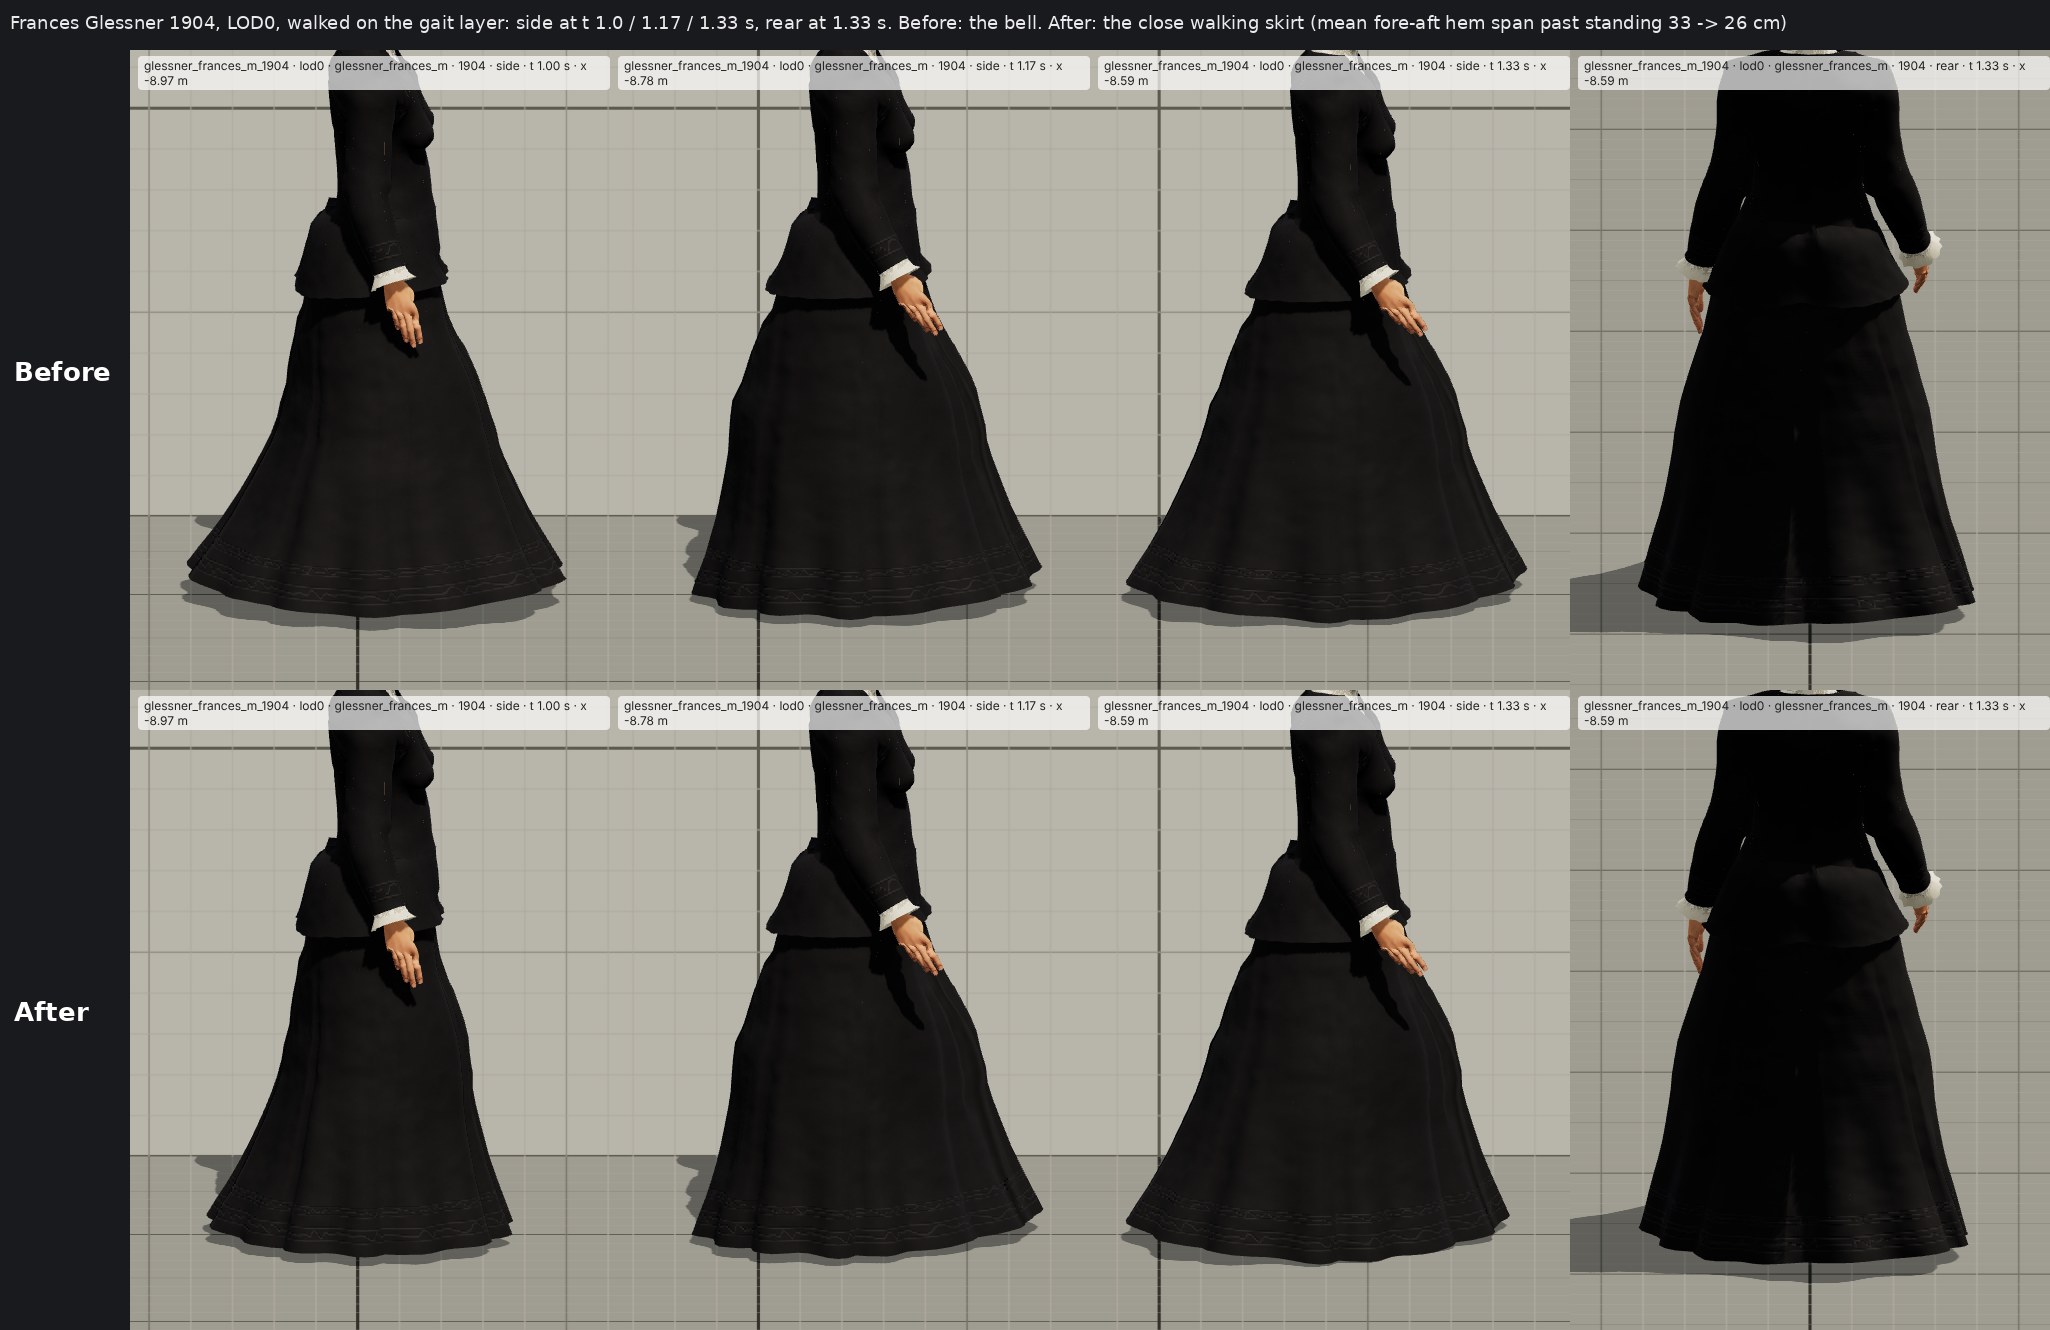 Frances Glessner 1904, LOD0, walked on the gait layer: side at t 1.0 / 1.17 / 1.33 s, rear at 1.33 s. Before: the bell. After: the close walking skirt (mean fore-aft hem span past standing 33 -> 26 cm)
glessner_frances_m_1904 · lod0 · glessner_frances_m · 1904 · side · t 1.00 s · x
-8.97 m
glessner_frances_m_1904 · lod0 · glessner_frances_m · 1904 · side · t 1.17 s · x
-8.78 m
glessner_frances_m_1904 · lod0 · glessner_frances_m · 1904 · side · t 1.33 s · x
-8.59 m
glessner_frances_m_1904 · lod0 · glessner_frances_m · 1904 · rear · t 1.33 s · x
-8.59 m
Before
glessner_frances_m_1904 · lod0 · glessner_frances_m · 1904 · side · t 1.00 s · x
-8.97 m
glessner_frances_m_1904 · lod0 · glessner_frances_m · 1904 · side · t 1.17 s · x
-8.78 m
glessner_frances_m_1904 · lod0 · glessner_frances_m · 1904 · side · t 1.33 s · x
-8.59 m
glessner_frances_m_1904 · lod0 · glessner_frances_m · 1904 · rear · t 1.33 s · x
-8.59 m
After